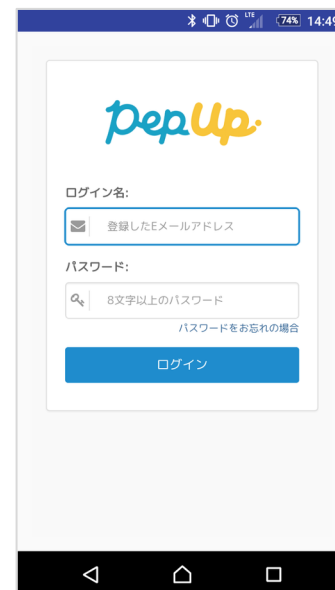 LTE 74% 14:49
PepUp
ログイン名:
登録したEメールアドレス
パスワード:
8文字以上のパスワード
パスワードをお忘れの場合
ログイン